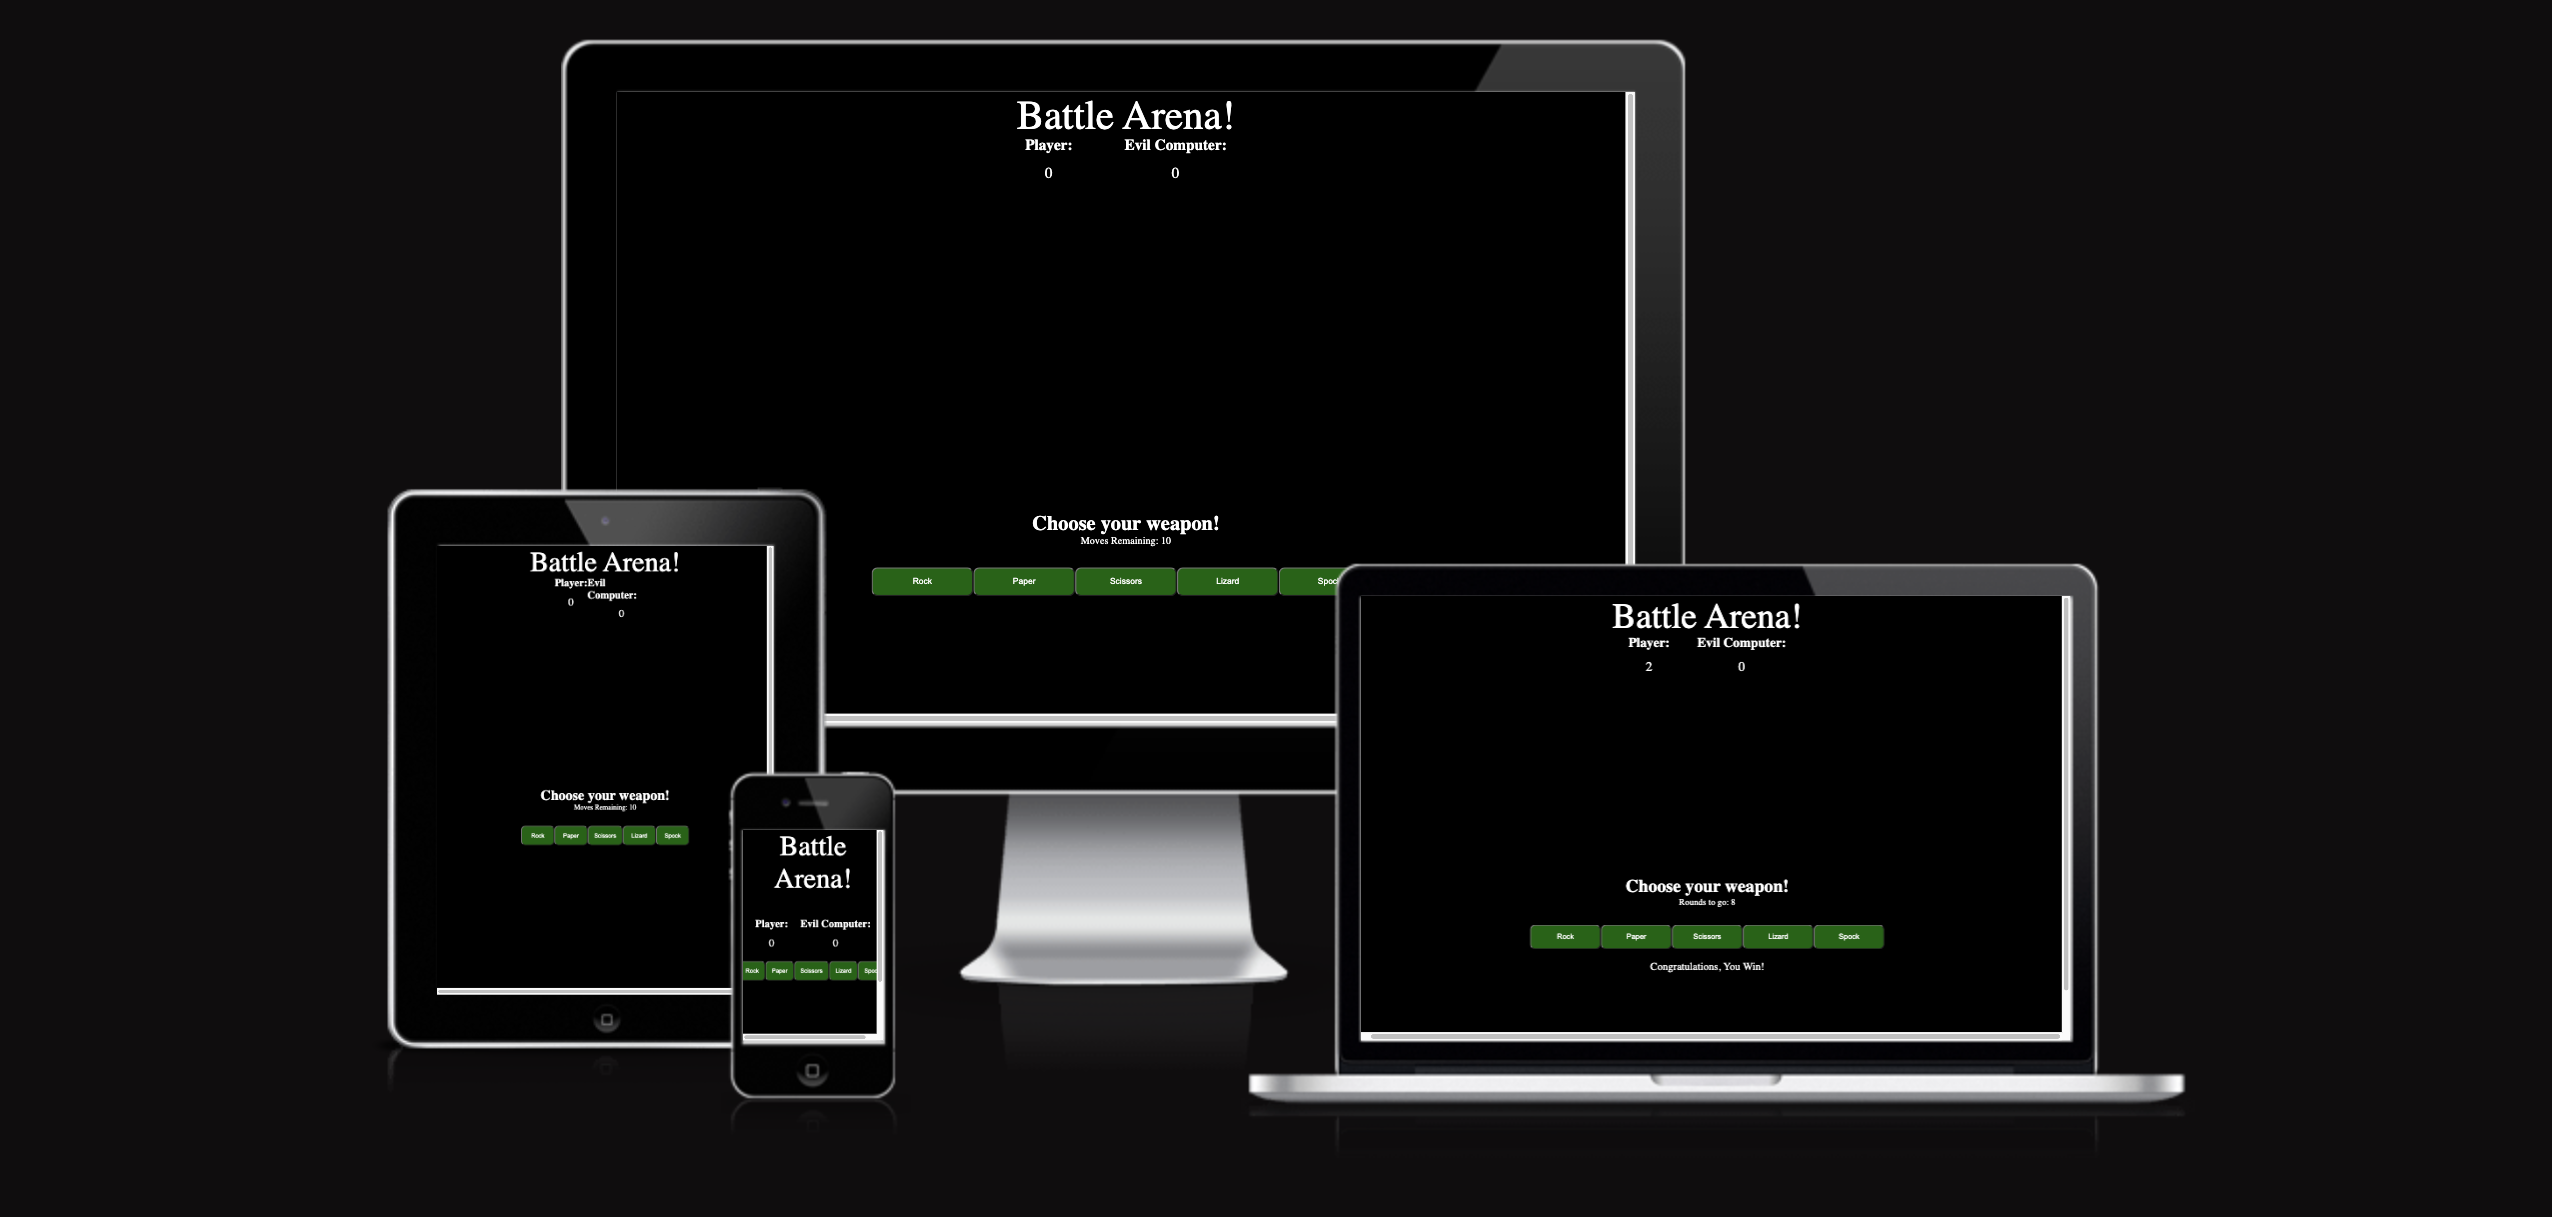 Battle Arena!
Player: Evil Computer:
0 0
Choose your weapon!
Moves Remaining: 10
Rock Paper Scissors Lizard Spoc
Battle Arena!
Player:Evil
Computer:
0
0
Choose your weapon!
Moves Remaining: 10
Rock Paper Scissors Lizard Spock
Battle
Arena!
Player: Evil Computer:
0 0
Rock Paper Scissors Lizard Spoc
Battle Arena!
Player: Evil Computer:
2 0
Choose your weapon!
Rounds to go: 8
Rock Paper Scissors Lizard Spock
Congratulations, You Win!